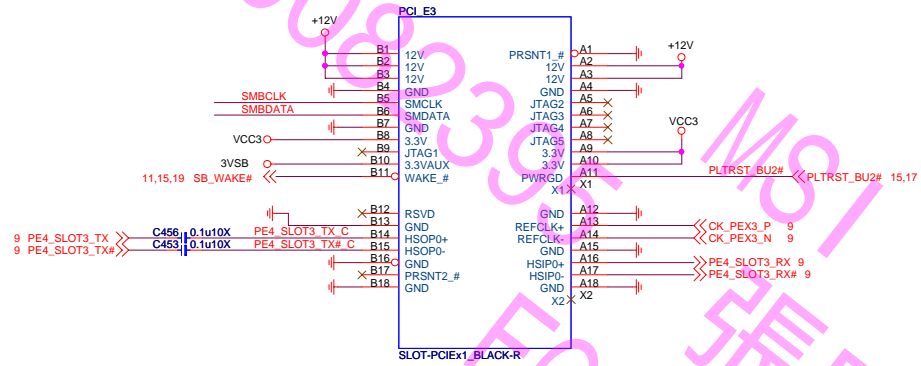 PCI_E3
+12V
B1 12V PRSNT1_# A1
+12V
B2 12V 12V A2
B3 12V 12V A3
B4 GND GND A4
SMBCLK B5 SMCLK JTAG2 A5
SMBDATA B6 SMDATA JTAG3 A6
B7 GND JTAG4 A7
VCC3 B8 3.3V JTAG5 A8
VCC3
B9 JTAG1 3.3V A9
3VSB B10 3.3VAUX 3.3V A10
11,15,19 SB_WAKE# B11 WAKE_# PWRGD A11 PLTRST_BU2# PLTRST_BU2# 15,17
X1 X1
B12 RSVD GND A12
B13 GND REFCLK+ A13 CK_PEX3_P 9
9 PE4_SLOT3_TX C456 0.1u10X PE4_SLOT3_TX_C B14 HSOP0+ REFCLK- A14 CK_PEX3_N 9
9 PE4_SLOT3_TX# C453 0.1u10X PE4_SLOT3_TX#_C B15 HSOP0- GND A15
B16 GND HSIP0+ A16 PE4_SLOT3_RX 9
B17 PRSNT2_# HSIP0- A17 PE4_SLOT3_RX# 9
B18 GND GND A18
X2 X2
SLOT-PCIEx1_BLACK-R
MSI
張